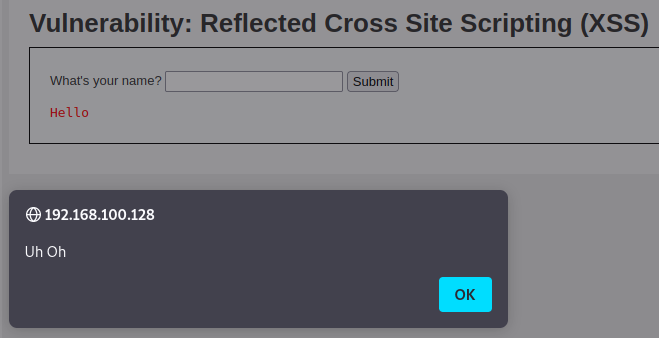 Vulnerability: Reflected Cross Site Scripting (XSS)
What's your name? Submit
Hello
192.168.100.128
Uh Oh
OK